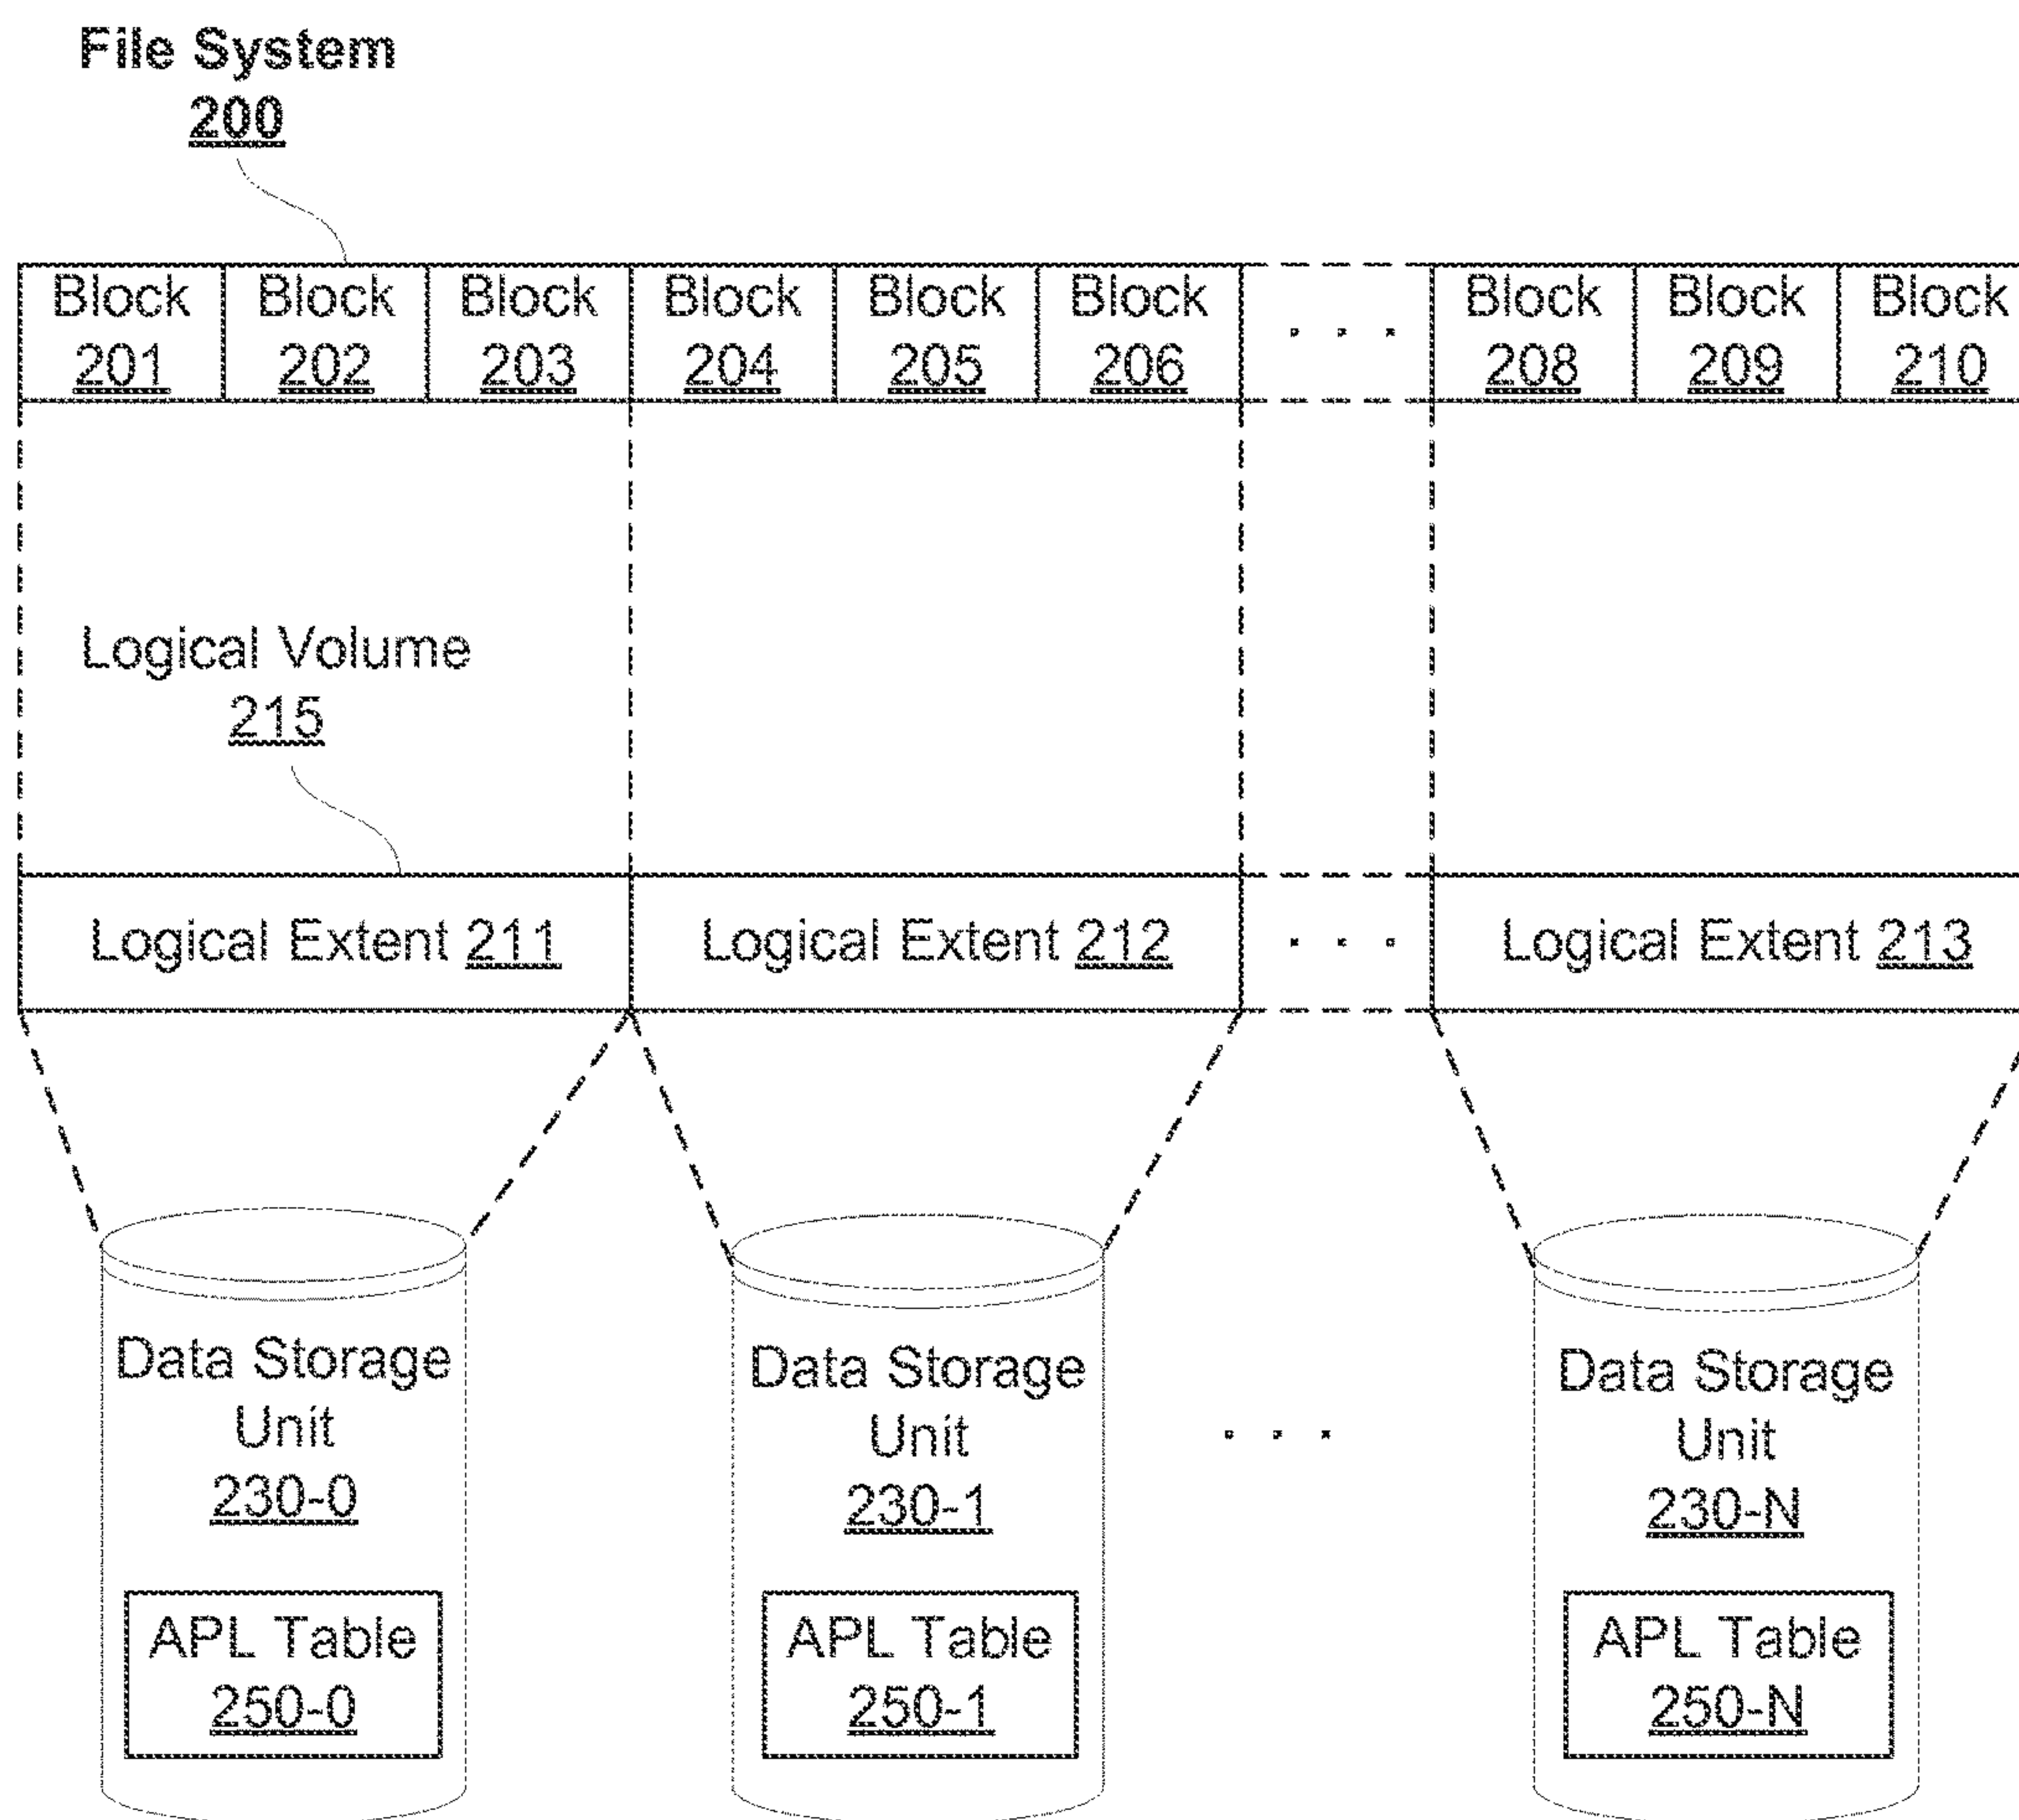 File System
200
Block Block Block Block Block Block . . . Block Block Block
201 202 203 204 205 206 208 209 210
Logical Volume
215
Logical Extent 211 Logical Extent 212 . . . Logical Extent 213
Data Storage
Unit
230-0
APL Table
250-0
Data Storage
Unit
230-1
APL Table
250-1
. . .
Data Storage
Unit
230-N
APL Table
250-N